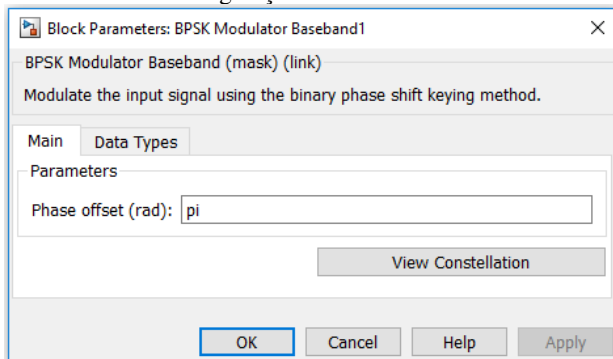 Block Parameters: BPSK Modulator Baseband1
BPSK Modulator Baseband (mask) (link)
Modulate the input signal using the binary phase shift keying method.
Main Data Types
Parameters
Phase offset (rad): pi
View Constellation
OK Cancel Help Apply